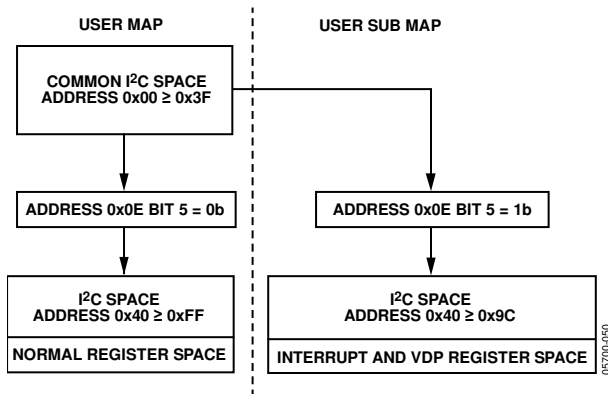 USER MAP
USER SUB MAP
COMMON I²C SPACE
ADDRESS 0x00 ≥ 0x3F
ADDRESS 0x0E BIT 5 = 0b
ADDRESS 0x0E BIT 5 = 1b
I²C SPACE
ADDRESS 0x40 ≥ 0xFF
NORMAL REGISTER SPACE
I²C SPACE
ADDRESS 0x40 ≥ 0x9C
INTERRUPT AND VDP REGISTER SPACE
05700-050